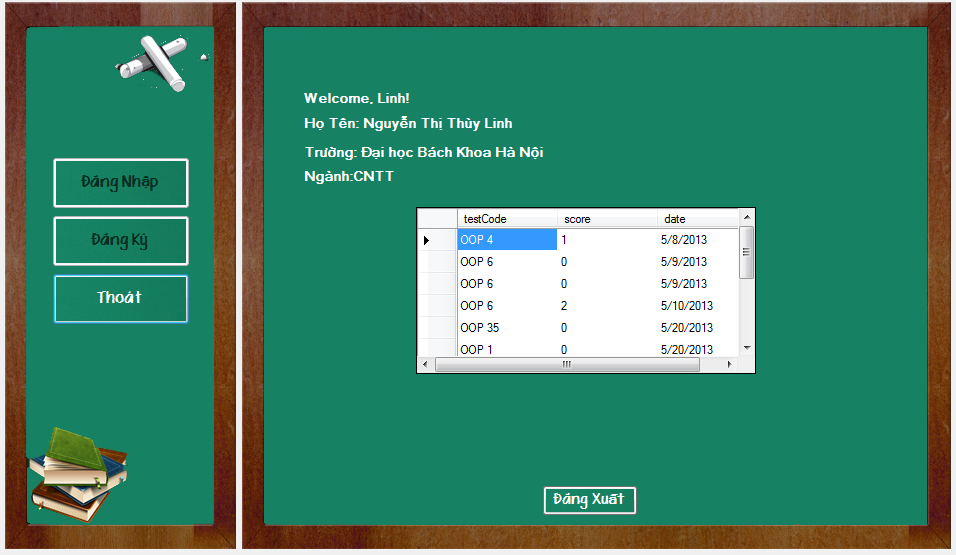 Đăng Nhập
Đăng Ký
Thoát
Welcome, Linh!
Họ Tên: Nguyễn Thị Thùy Linh
Trường: Đại học Bách Khoa Hà Nội
Ngành:CNTT
testCode score date
OOP 4 1 5/8/2013
OOP 6 0 5/9/2013
OOP 6 0 5/9/2013
OOP 6 2 5/10/2013
OOP 35 0 5/20/2013
OOP 1 0 5/20/2013
Đăng Xuất